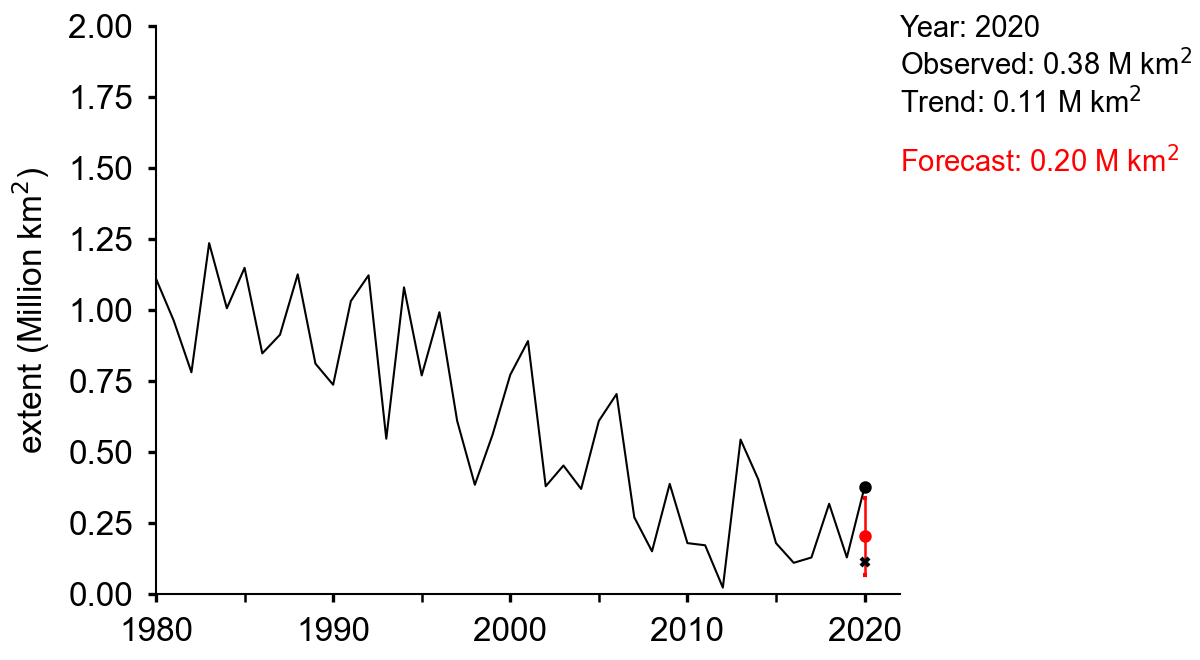 2.00
1.75
1.50
1.25
1.00
0.75
0.50
0.25
0.00
extent (Million km²)
1980
1990
2000
2010
2020
Year: 2020
Observed: 0.38 M km²
Trend: 0.11 M km²
Forecast: 0.20 M km²